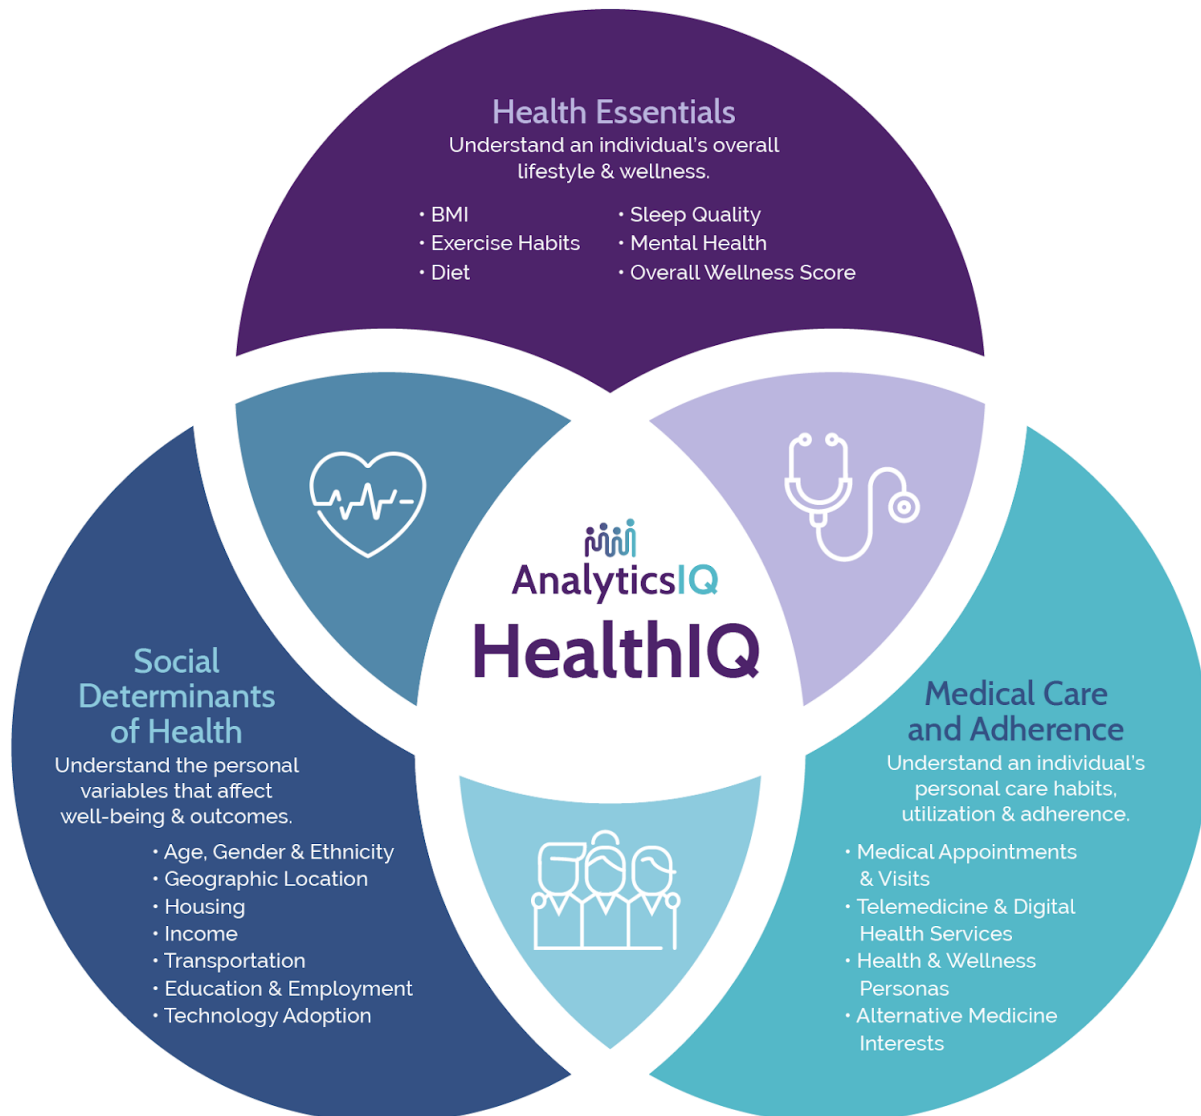 Health Essentials
Understand an individual's overall
lifestyle & wellness.
• BMI
• Exercise Habits
• Diet
• Sleep Quality
• Mental Health
• Overall Wellness Score
AnalyticsIQ
HealthIQ
Social
Determinants
of Health
Understand the personal
variables that affect
well-being & outcomes.
• Age, Gender & Ethnicity
• Geographic Location
• Housing
• Income
• Transportation
• Education & Employment
• Technology Adoption
Medical Care
and Adherence
Understand an individual's
personal care habits,
utilization & adherence.
• Medical Appointments
& Visits
• Telemedicine & Digital
Health Services
• Health & Wellness
Personas
• Alternative Medicine
Interests